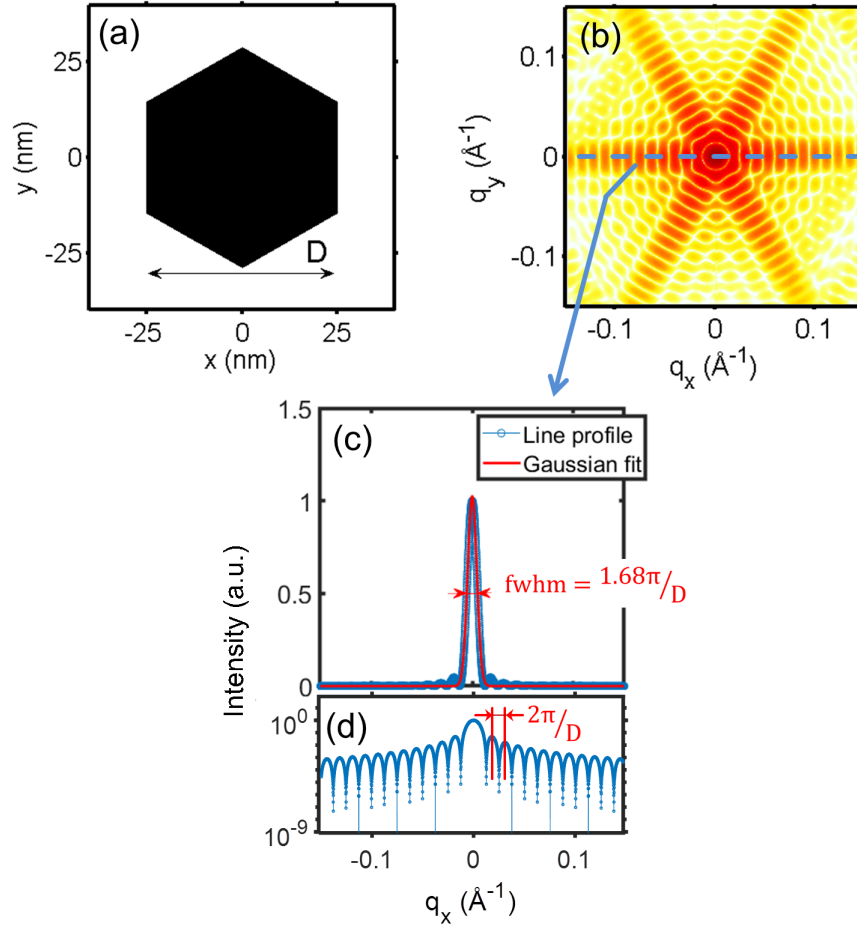 (a)
25
0
-25
y (nm)
D
-25 0 25
x (nm)
(b)
0.1
0
-0.1
q_y (Å⁻¹)
-0.1 0 0.1
q_x (Å⁻¹)
(c)
1.5
1
0.5
0
Intensity (a.u.)
Line profile
Gaussian fit
fwhm = 1.68π/D
(d)
2π/D
10⁰
10⁻⁹
-0.1 0 0.1
q_x (Å⁻¹)